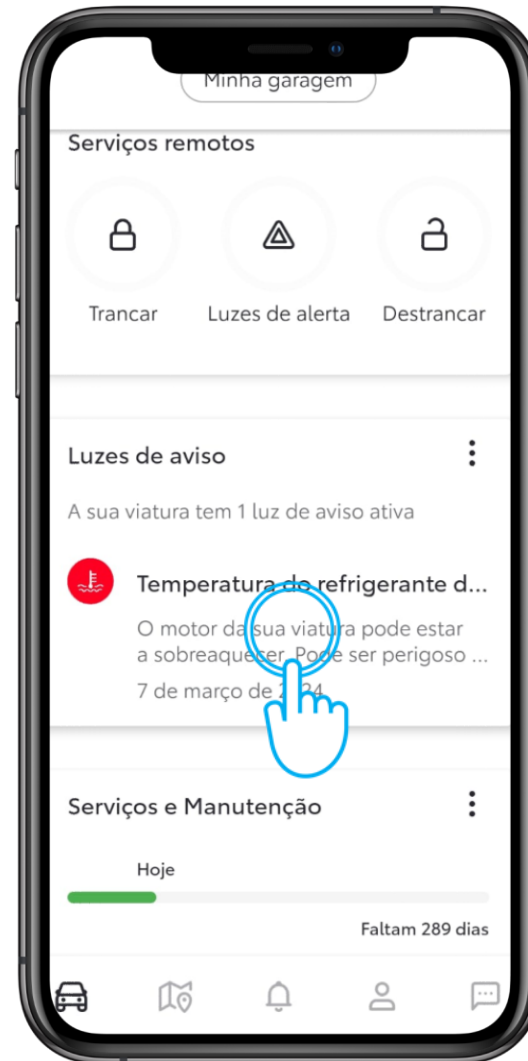 Minha garagem
Serviços remotos
Trancar
Luzes de alerta
Destrancar
Luzes de aviso
A sua viatura tem 1 luz de aviso ativa
Temperatura do refrigerante d...
O motor da sua viatura pode estar
a sobreaquecer. Pode ser perigoso ...
7 de março de 2024
Serviços e Manutenção
Hoje
Faltam 289 dias